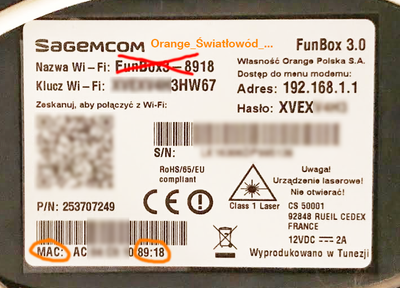 SAGEMCOM Orange_Światłowód_... FunBox 3.0
Nazwa Wi-Fi: FunBox3-8918
Własność Orange Polska S.A.
Klucz Wi-Fi: 3HW67
Dostęp do menu modemu:
Adres: 192.168.1.1
Zeskanuj, aby połączyć z Wi-Fi:
Hasło: XVEX
S/N:
RoHS/65/EU
compliant
CE
Class 1 Laser
Uwaga!
Urządzenie laserowe!
Nie otwierać!
CS 50001
92848 RUEIL CEDEX
FRANCE
P/N: 253707249
12VDC 2A
MAC: AC 89:18
Wyprodukowano w Tunezji